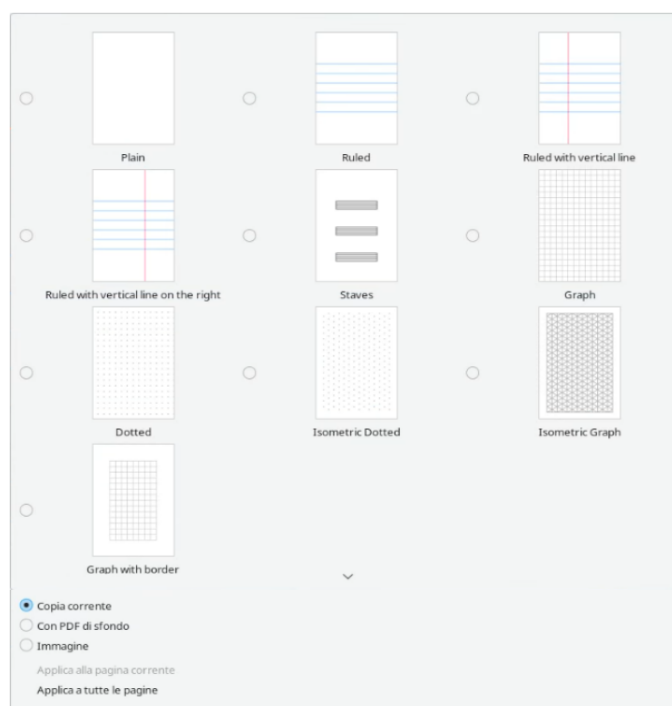 Plain
Ruled
Ruled with vertical line
Ruled with vertical line on the right
Staves
Graph
Dotted
Isometric Dotted
Isometric Graph
Graph with border
Copia corrente
Con PDF di sfondo
Immagine
Applica alla pagina corrente
Applica a tutte le pagine